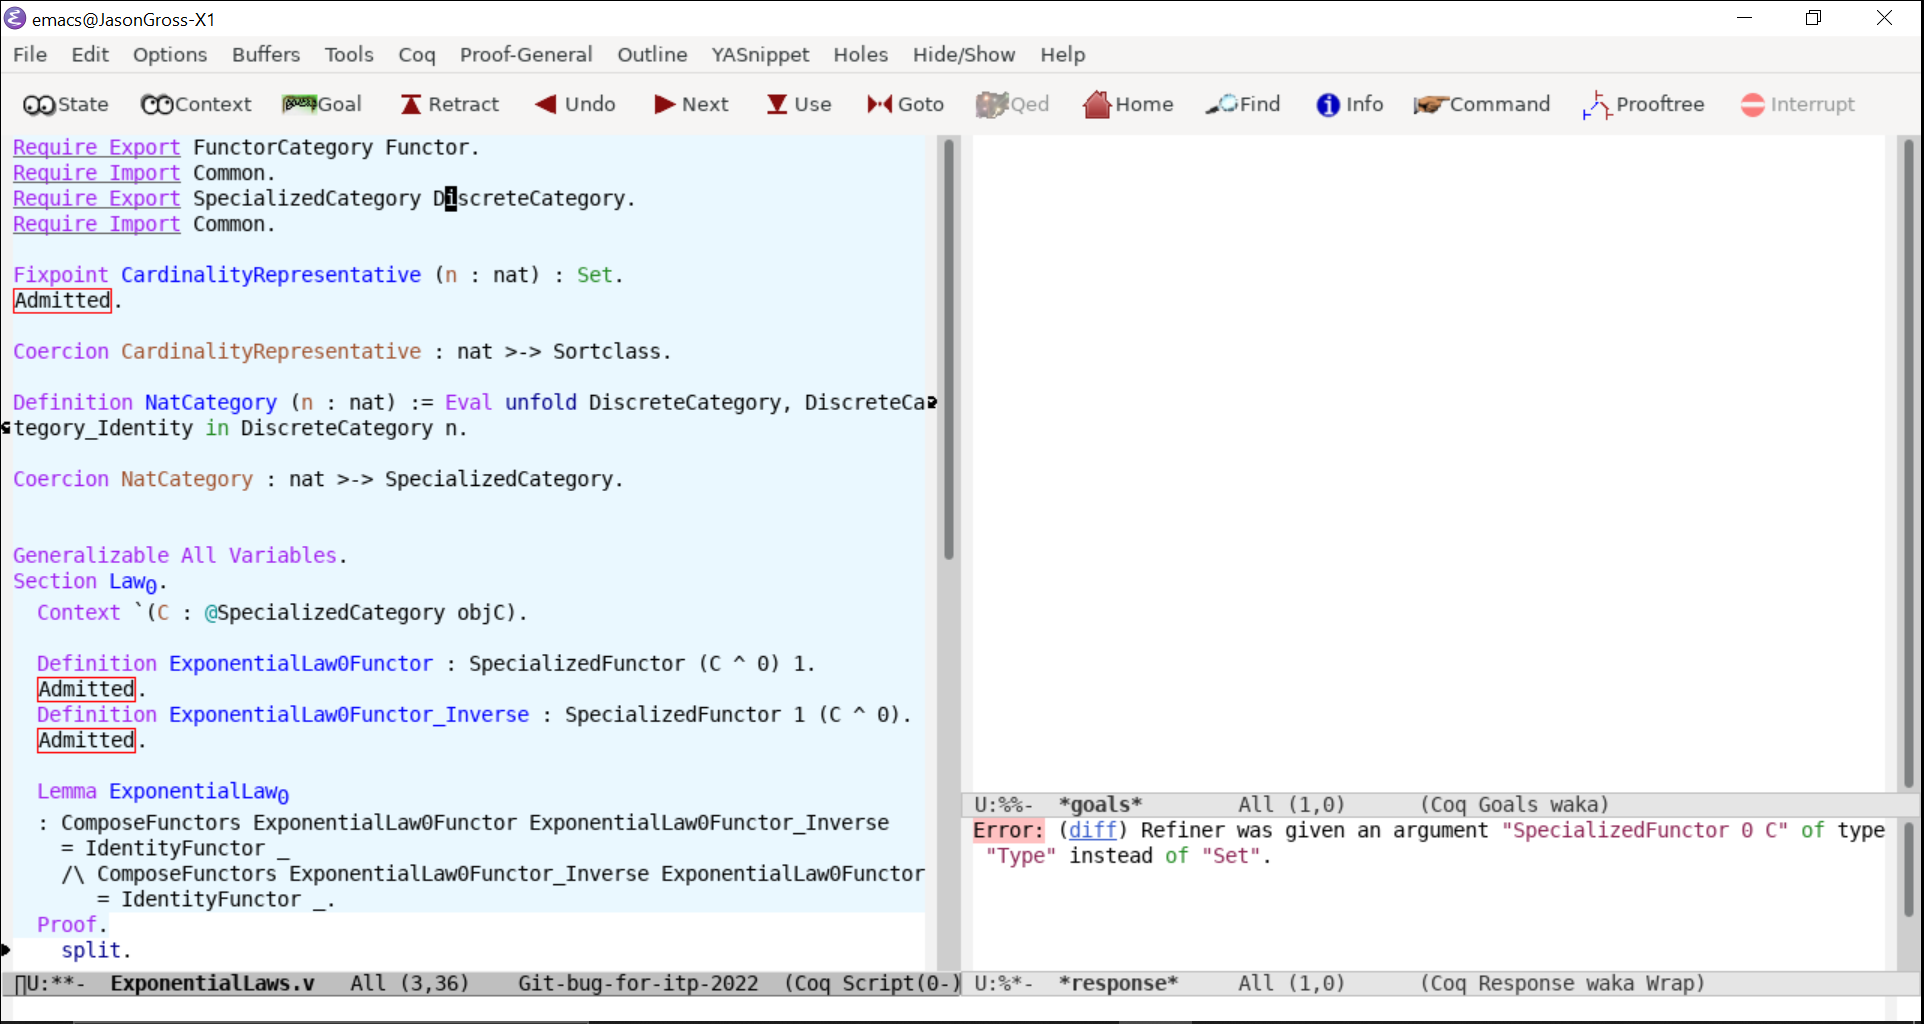 emacs@JasonGross-X1
File Edit Options Buffers Tools Coq Proof-General Outline YASnippet Holes Hide/Show Help
State Context Goal Retract Undo Next Use Goto Qed Home Find Info Command Prooftree Interrupt
Require Export FunctorCategory Functor.
Require Import Common.
Require Export SpecializedCategory DiscreteCategory.
Require Import Common.
Fixpoint CardinalityRepresentative (n : nat) : Set.
Admitted.
Coercion CardinalityRepresentative : nat >-> Sortclass.
Definition NatCategory (n : nat) := Eval unfold DiscreteCategory, DiscreteCa
tegory_Identity in DiscreteCategory n.
Coercion NatCategory : nat >-> SpecializedCategory.
Generalizable All Variables.
Section Law₀.
Context `(C : @SpecializedCategory objC).
Definition ExponentialLaw0Functor : SpecializedFunctor (C ^ 0) 1.
Admitted.
Definition ExponentialLaw0Functor_Inverse : SpecializedFunctor 1 (C ^ 0).
Admitted.
Lemma ExponentialLaw₀
: ComposeFunctors ExponentialLaw0Functor ExponentialLaw0Functor_Inverse
= IdentityFunctor _
/\ ComposeFunctors ExponentialLaw0Functor_Inverse ExponentialLaw0Functor
= IdentityFunctor _.
Proof.
split.
U:**- ExponentialLaws.v All (3,36) Git-bug-for-itp-2022 (Coq Script(0-)
U:%%- *goals* All (1,0) (Coq Goals waka)
Error: (diff) Refiner was given an argument "SpecializedFunctor 0 C" of type
"Type" instead of "Set".
U:%*- *response* All (1,0) (Coq Response waka Wrap)